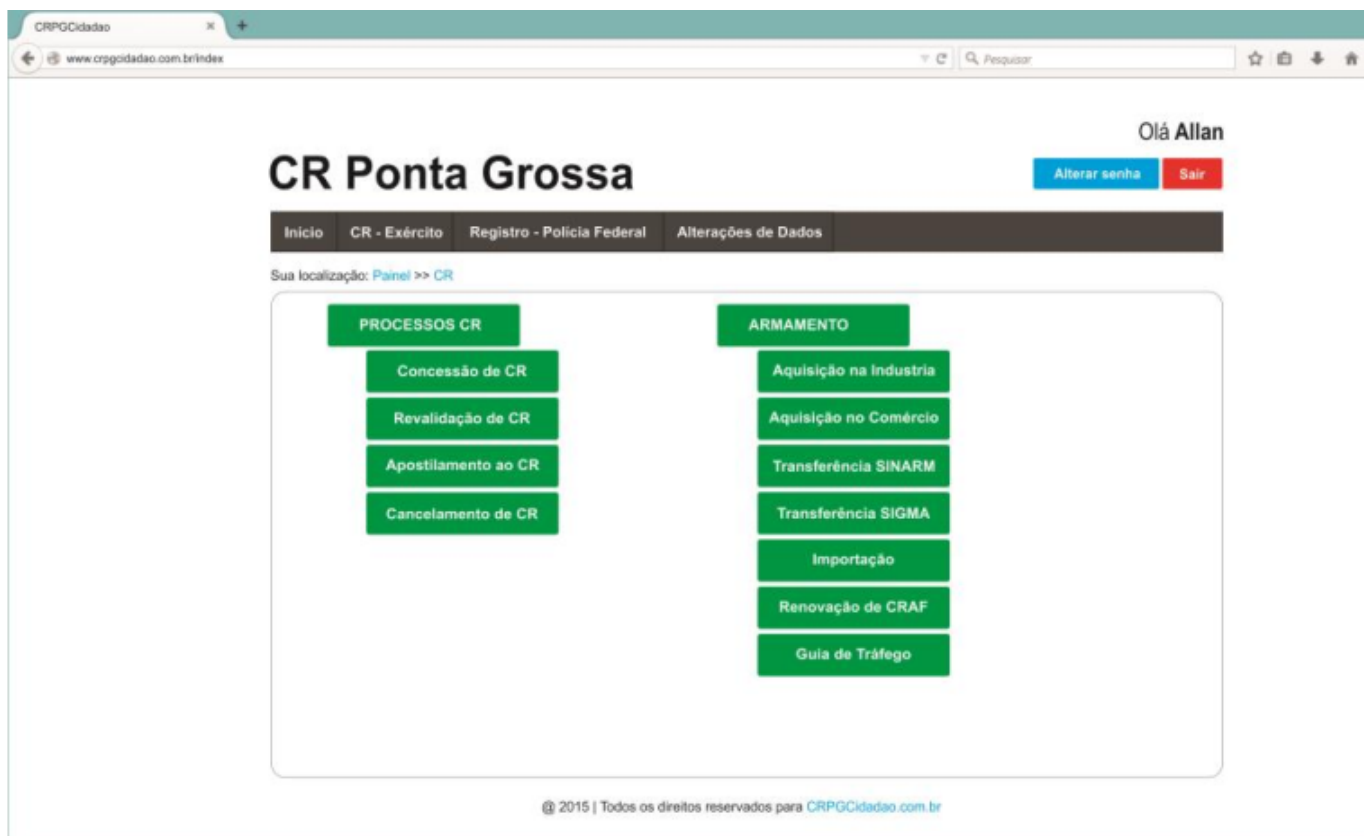 CRPGCidadao
www.crpgcidadao.com.br/index
Pesquisar
Olá Allan
CR Ponta Grossa
Alterar senha
Sair
Início
CR - Exército
Registro - Polícia Federal
Alterações de Dados
Sua localização: Painel >> CR
PROCESSOS CR
Concessão de CR
Revalidação de CR
Apostilamento ao CR
Cancelamento de CR
ARMAMENTO
Aquisição na Industria
Aquisição no Comércio
Transferência SINARM
Transferência SIGMA
Importação
Renovação de CRAF
Guia de Tráfego
@ 2015 | Todos os direitos reservados para CRPGCidadao.com.br